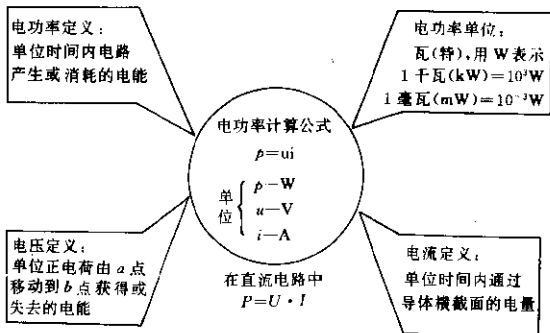 电功率定义：
单位时间内电路
产生或消耗的电能
电功率单位：
瓦(特)，用 W 表示
1 千瓦(kW)＝10³W
1 毫瓦(mW)＝10⁻³W
电功率计算公式
p＝ui
单位
p—W
u—V
i—A
在直流电路中
P＝U·I
电压定义：
单位正电荷由 a 点
移动到 b 点获得或
失去的电能
电流定义：
单位时间内通过
导体横截面的电量